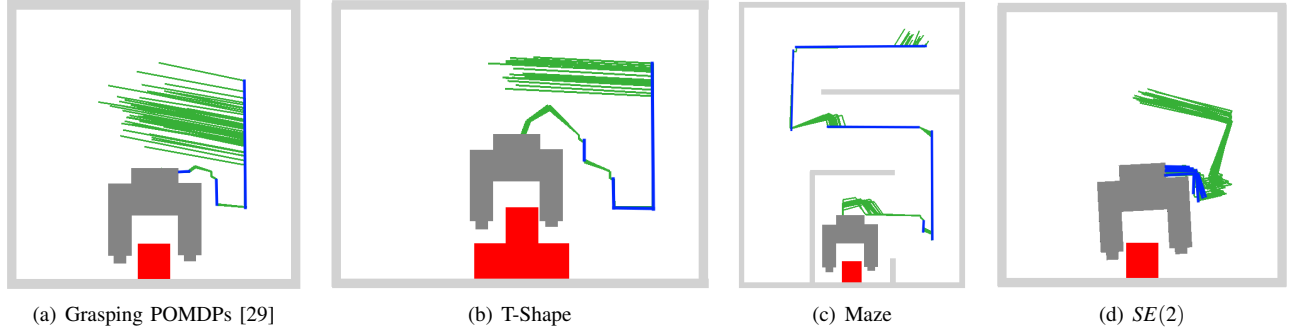 (a) Grasping POMDPs [29]
(b) T-Shape
(c) Maze
(d) SE(2)